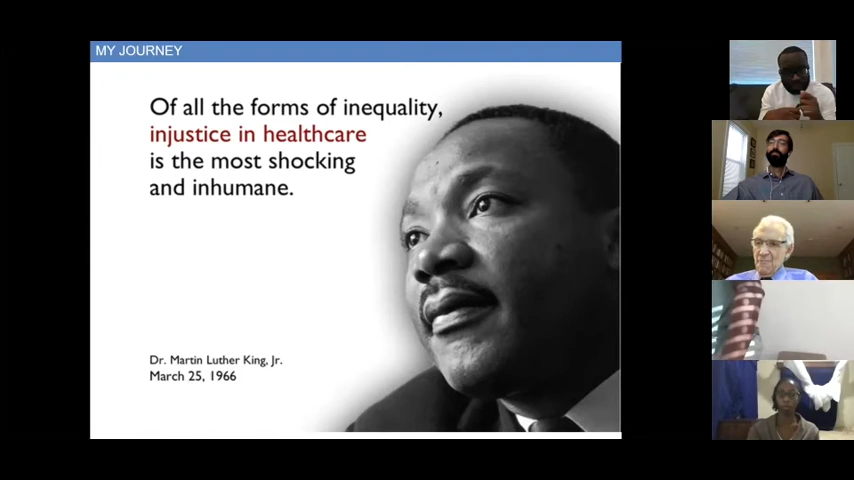 MY JOURNEY
Of all the forms of inequality,
injustice in healthcare
is the most shocking
and inhumane.
Dr. Martin Luther King, Jr.
March 25, 1966